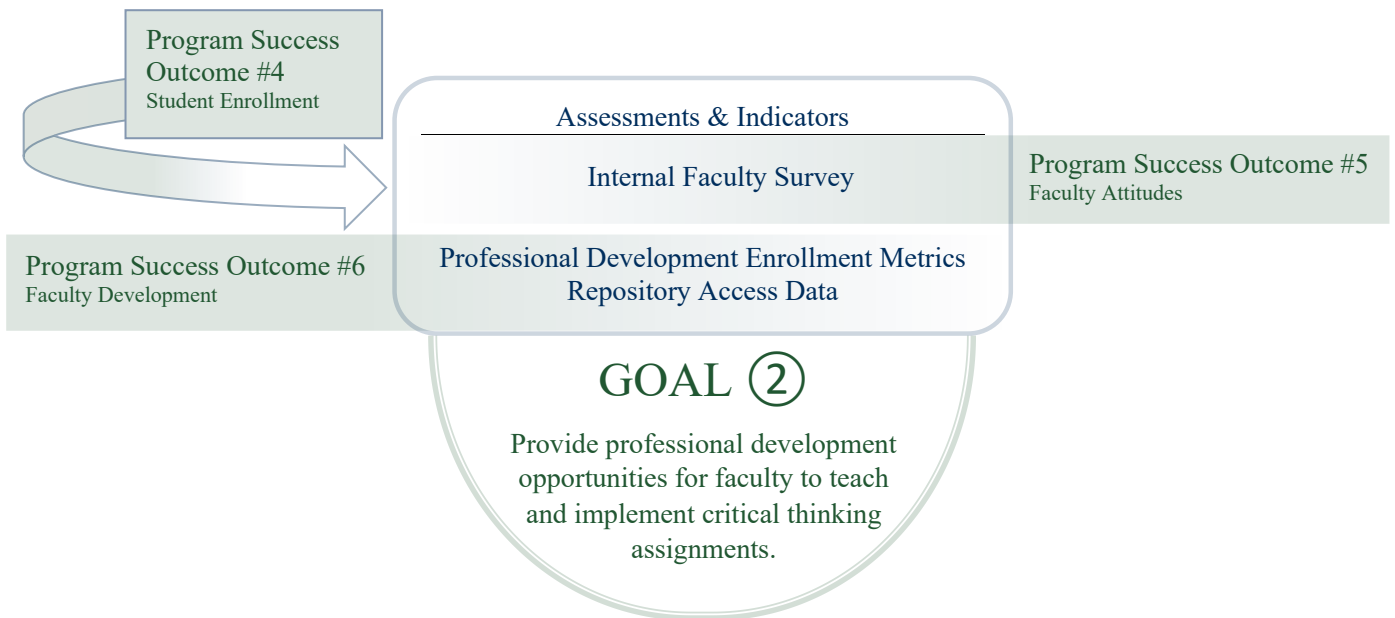 Program Success
Outcome #4
Student Enrollment
Assessments & Indicators
Internal Faculty Survey
Program Success Outcome #5
Faculty Attitudes
Program Success Outcome #6
Faculty Development
Professional Development Enrollment Metrics
Repository Access Data
GOAL ②
Provide professional development
opportunities for faculty to teach
and implement critical thinking
assignments.